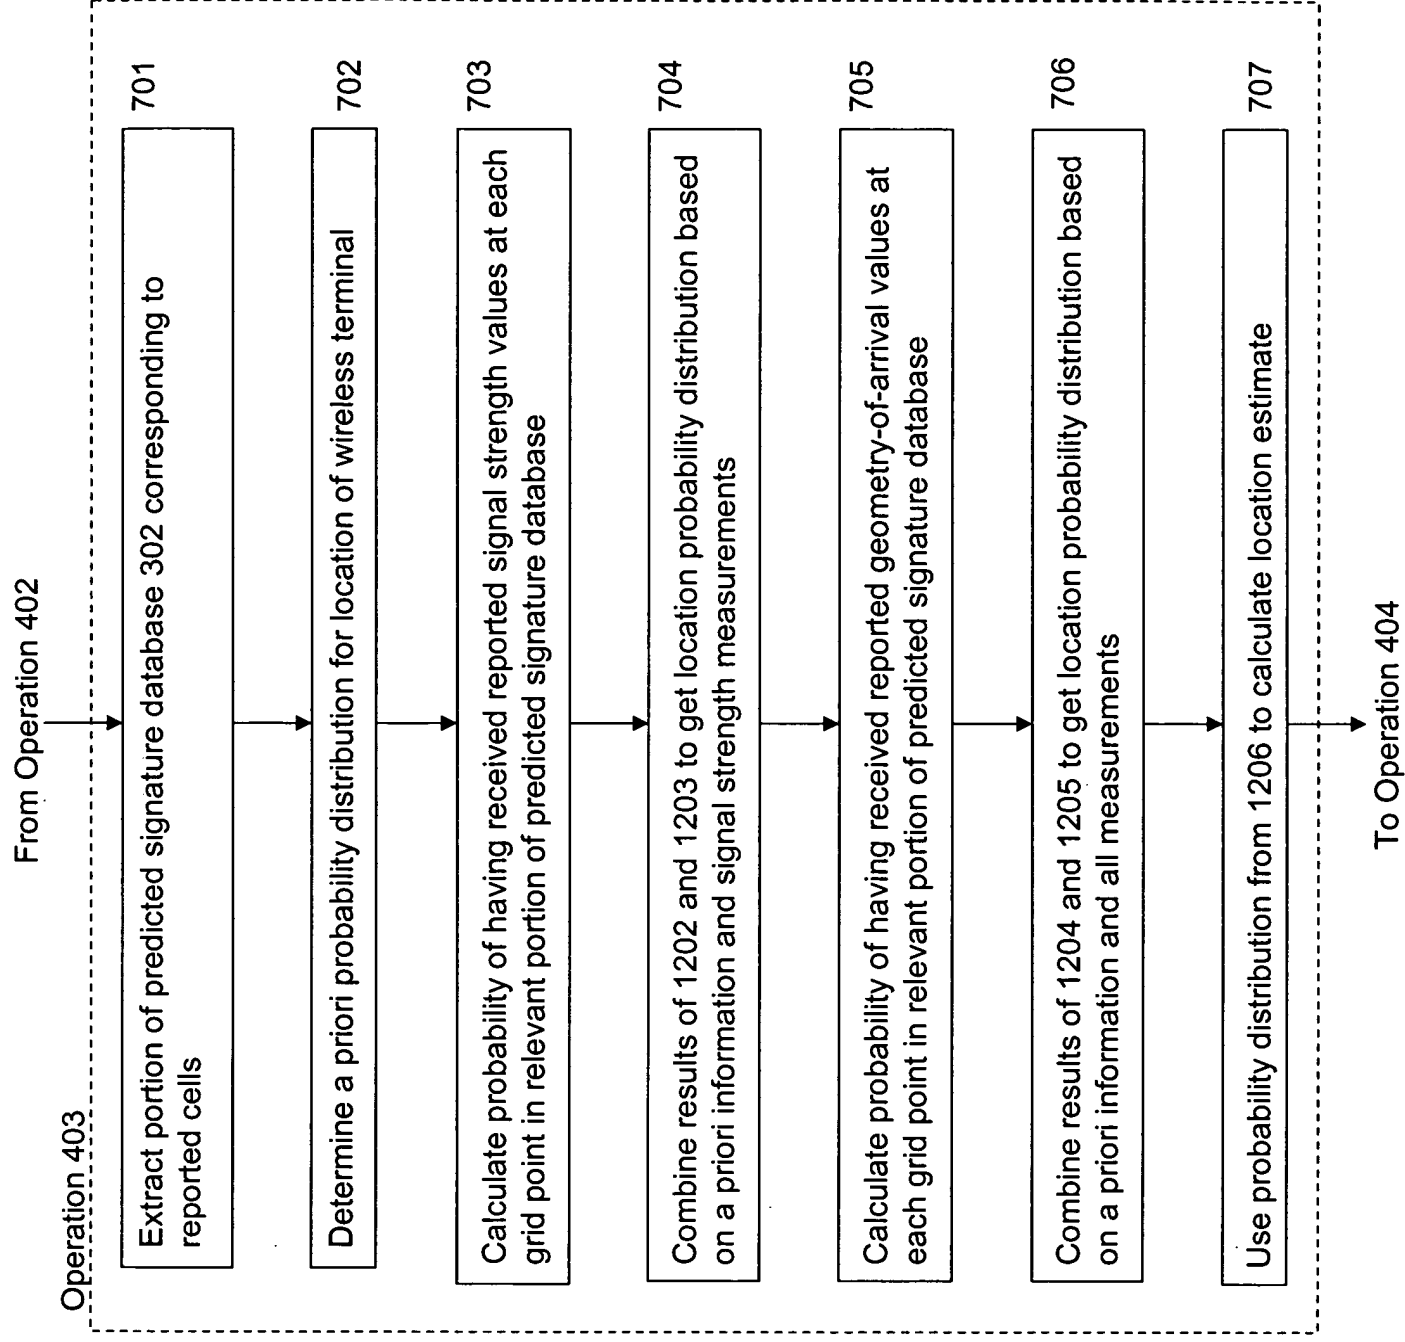 From Operation 402
Operation 403
701
Extract portion of predicted signature database 302 corresponding to
reported cells
702
Determine a priori probability distribution for location of wireless terminal
703
Calculate probability of having received reported signal strength values at each
grid point in relevant portion of predicted signature database
704
Combine results of 1202 and 1203 to get location probability distribution based
on a priori information and signal strength measurements
705
Calculate probability of having received reported geometry-of-arrival values at
each grid point in relevant portion of predicted signature database
706
Combine results of 1204 and 1205 to get location probability distribution based
on a priori information and all measurements
707
Use probability distribution from 1206 to calculate location estimate
To Operation 404